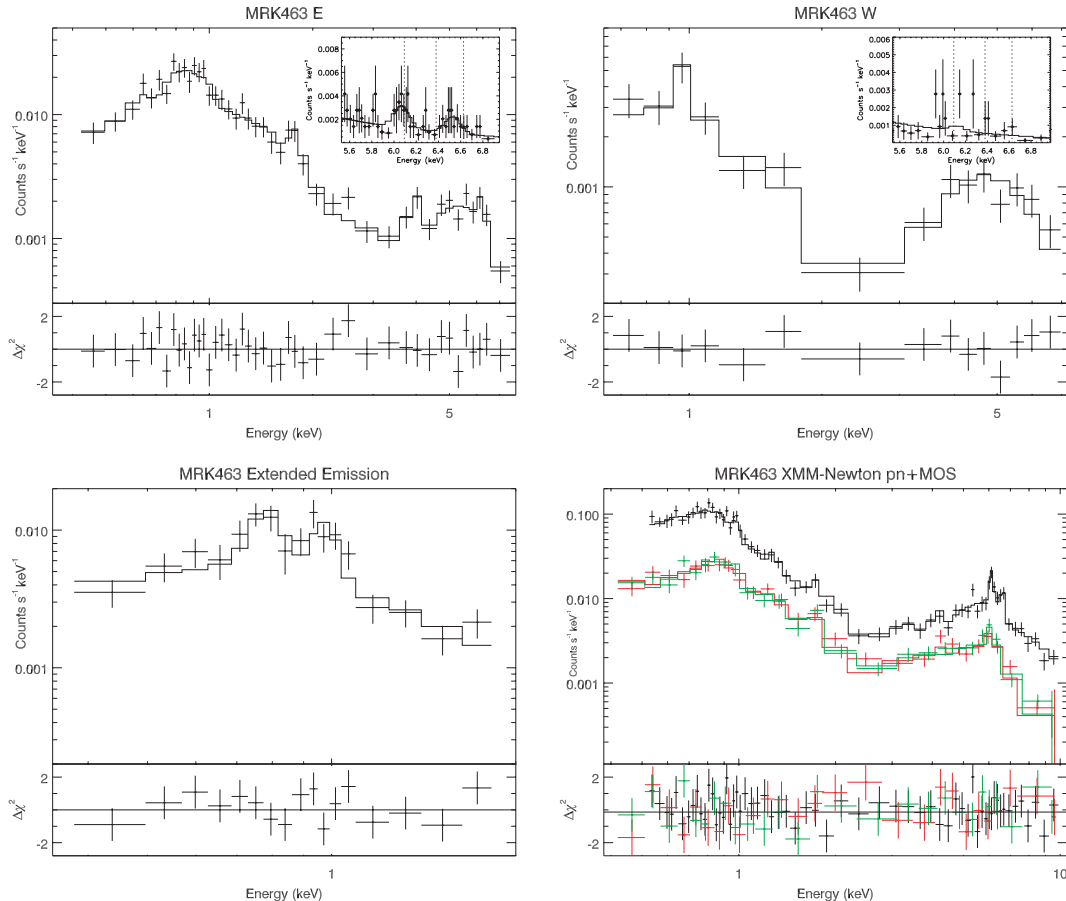 MRK463 E
0.010
0.001
Counts s⁻¹ keV⁻¹
0.008
0.006
0.004
0.002
Counts s⁻¹ keV⁻¹
5.6 5.8 6.0 6.2 6.4 6.6 6.8
Energy (keV)
2
0
-2
Δχ²
1 5
Energy (keV)
MRK463 W
0.001
Counts s⁻¹ keV⁻¹
0.006
0.005
0.004
0.003
0.002
0.001
Counts s⁻¹ keV⁻¹
5.6 5.8 6.0 6.2 6.4 6.6 6.8
Energy (keV)
2
0
-2
Δχ²
1 5
Energy (keV)
MRK463 Extended Emission
0.010
0.001
Counts s⁻¹ keV⁻¹
2
0
-2
Δχ²
1
Energy (keV)
MRK463 XMM-Newton pn+MOS
0.100
0.010
0.001
Counts s⁻¹ keV⁻¹
2
0
-2
Δχ²
1 10
Energy (keV)